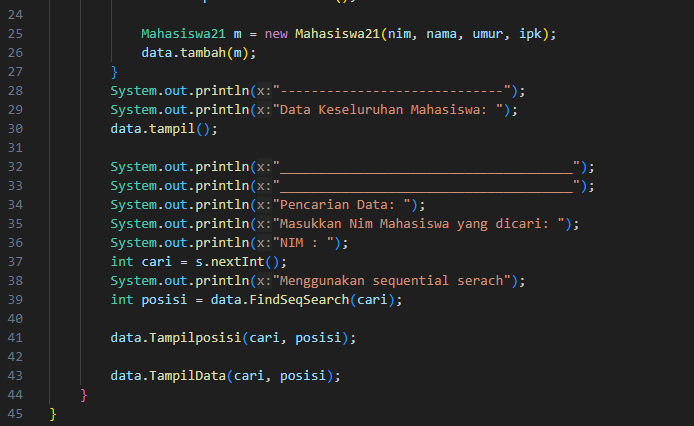 24
25 Mahasiswa21 m = new Mahasiswa21(nim, nama, umur, ipk);
26 data.tambah(m);
27 }
28 System.out.println(x:"-----------------------------");
29 System.out.println(x:"Data Keseluruhan Mahasiswa: ");
30 data.tampil();
31
32 System.out.println(x:"______________________________________");
33 System.out.println(x:"______________________________________");
34 System.out.println(x:"Pencarian Data: ");
35 System.out.println(x:"Masukkan Nim Mahasiswa yang dicari: ");
36 System.out.println(x:"NIM : ");
37 int cari = s.nextInt();
38 System.out.println(x:"Menggunakan sequential serach");
39 int posisi = data.FindSeqSearch(cari);
40
41 data.Tampilposisi(cari, posisi);
42
43 data.TampilData(cari, posisi);
44 }
45 }